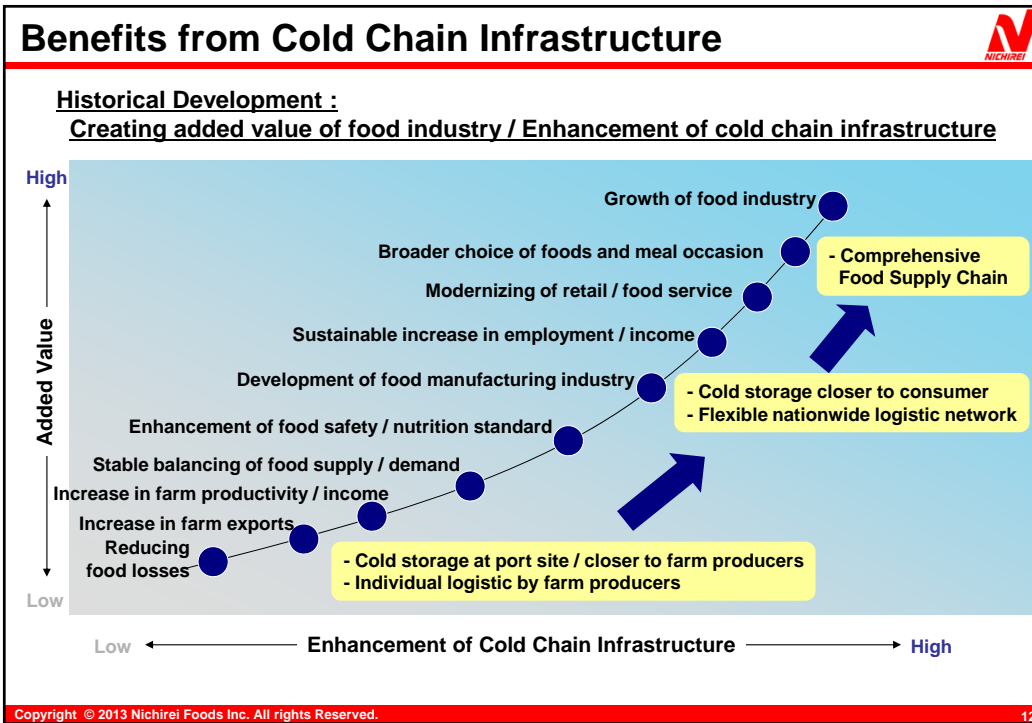 Benefits from Cold Chain Infrastructure
NICHIREI
Historical Development :
Creating added value of food industry / Enhancement of cold chain infrastructure
High
Growth of food industry
Broader choice of foods and meal occasion
- Comprehensive
Food Supply Chain
Modernizing of retail / food service
Sustainable increase in employment / income
Added Value
Development of food manufacturing industry
- Cold storage closer to consumer
- Flexible nationwide logistic network
Enhancement of food safety / nutrition standard
Stable balancing of food supply / demand
Increase in farm productivity / income
Increase in farm exports
Reducing
food losses
- Cold storage at port site / closer to farm producers
- Individual logistic by farm producers
Low
Low
Enhancement of Cold Chain Infrastructure
High
Copyright © 2013 Nichirei Foods Inc. All rights Reserved.